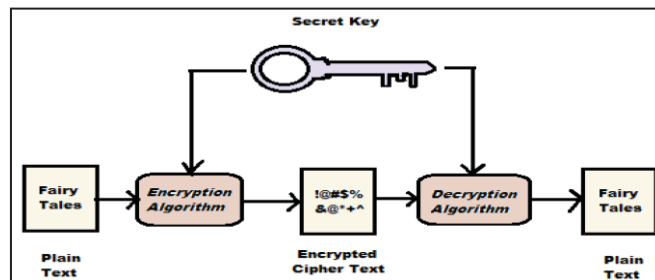 Secret Key
Fairy
Tales
Encryption
Algorithm
!@#$%
&@*+^
Decryption
Algorithm
Fairy
Tales
Plain
Text
Encrypted
Cipher Text
Plain
Text